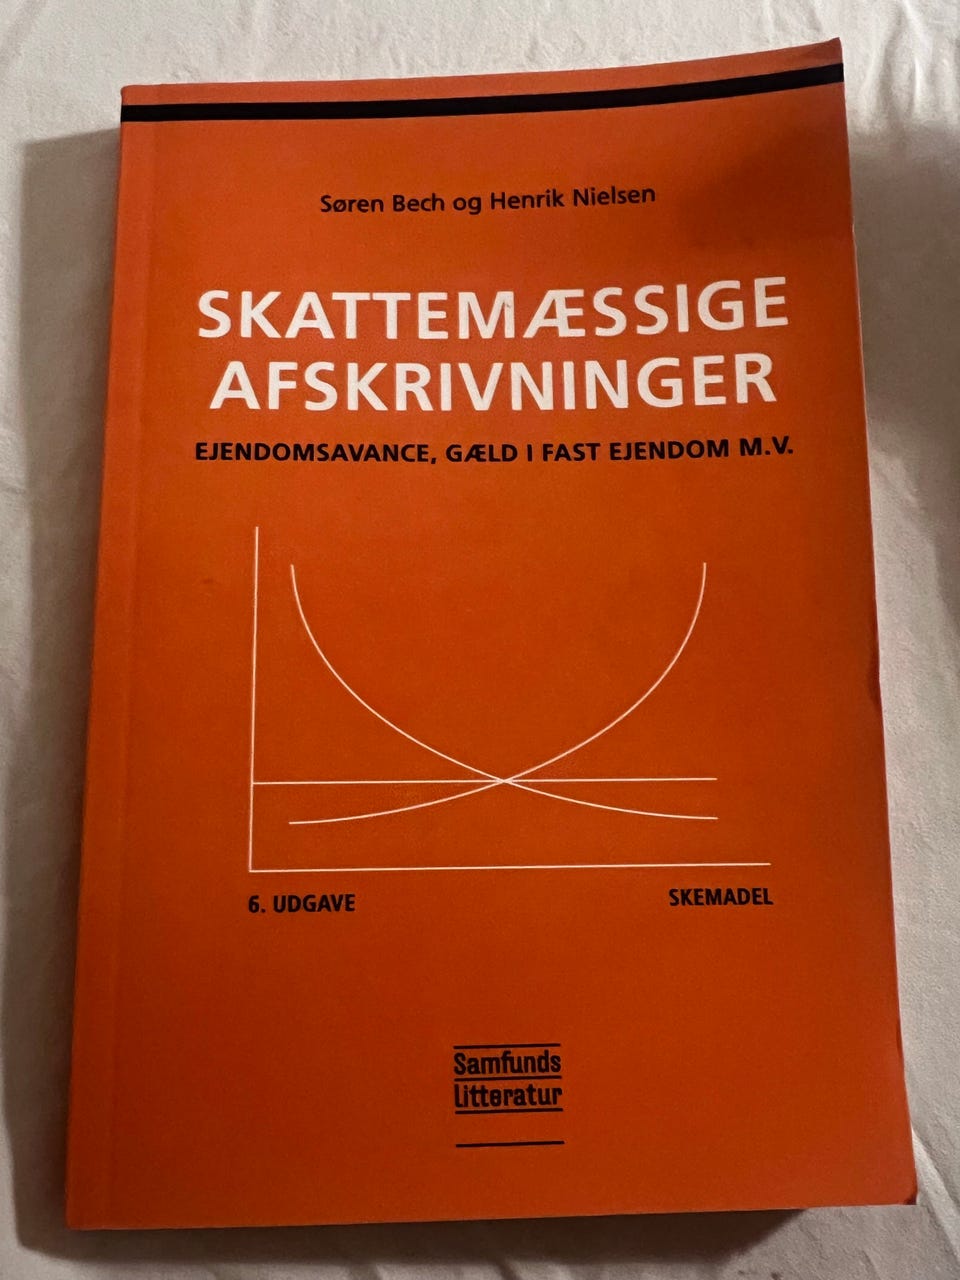 Søren Bech og Henrik Nielsen
SKATTEMÆSSIGE
AFSKRIVNINGER
EJENDOMSAVANCE, GÆLD I FAST EJENDOM M.V.
6. UDGAVE
SKEMADEL
Samfunds
litteratur